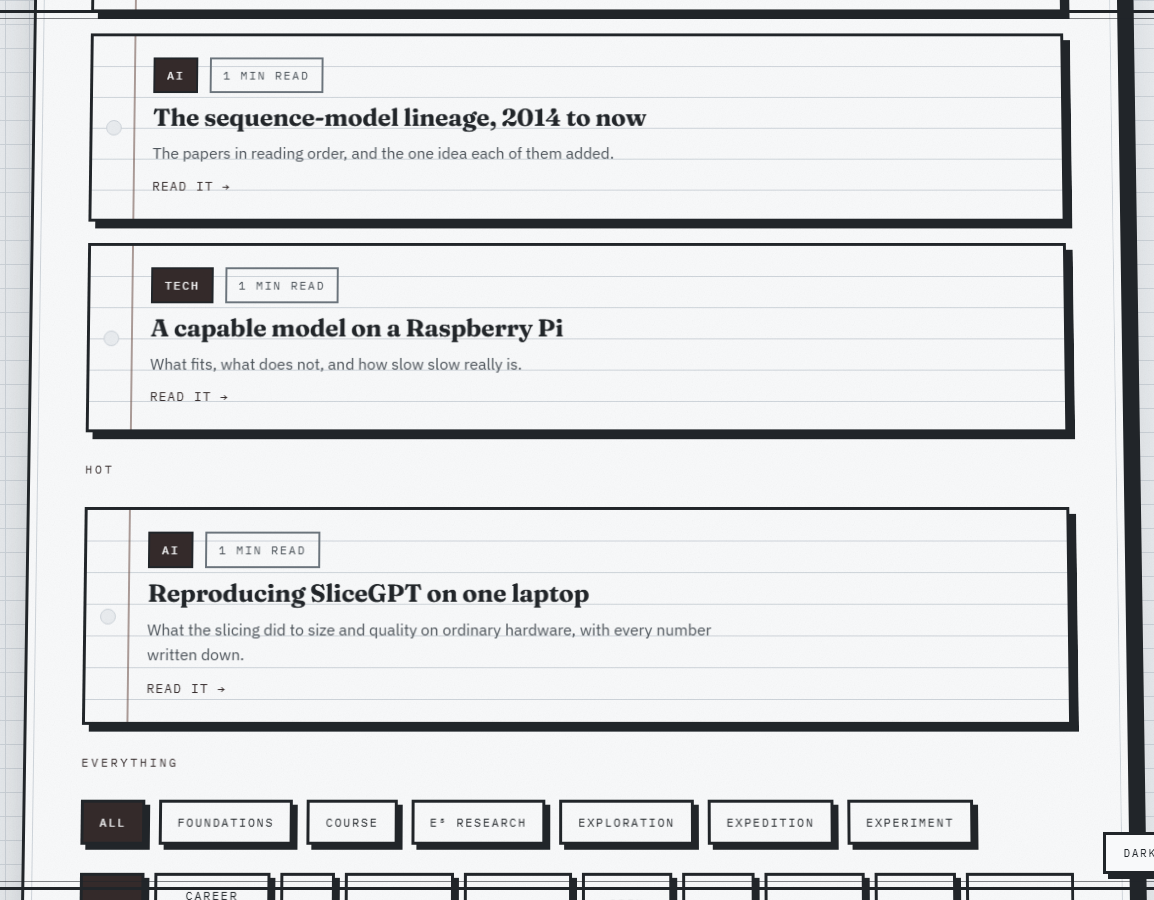 AI
1 MIN READ
The sequence-model lineage, 2014 to now
The papers in reading order, and the one idea each of them added.
READ IT →
TECH
1 MIN READ
A capable model on a Raspberry Pi
What fits, what does not, and how slow slow really is.
READ IT →
HOT
AI
1 MIN READ
Reproducing SliceGPT on one laptop
What the slicing did to size and quality on ordinary hardware, with every number
written down.
READ IT →
EVERYTHING
ALL
FOUNDATIONS
COURSE
E³ RESEARCH
EXPLORATION
EXPEDITION
EXPERIMENT
DARK
CAREER